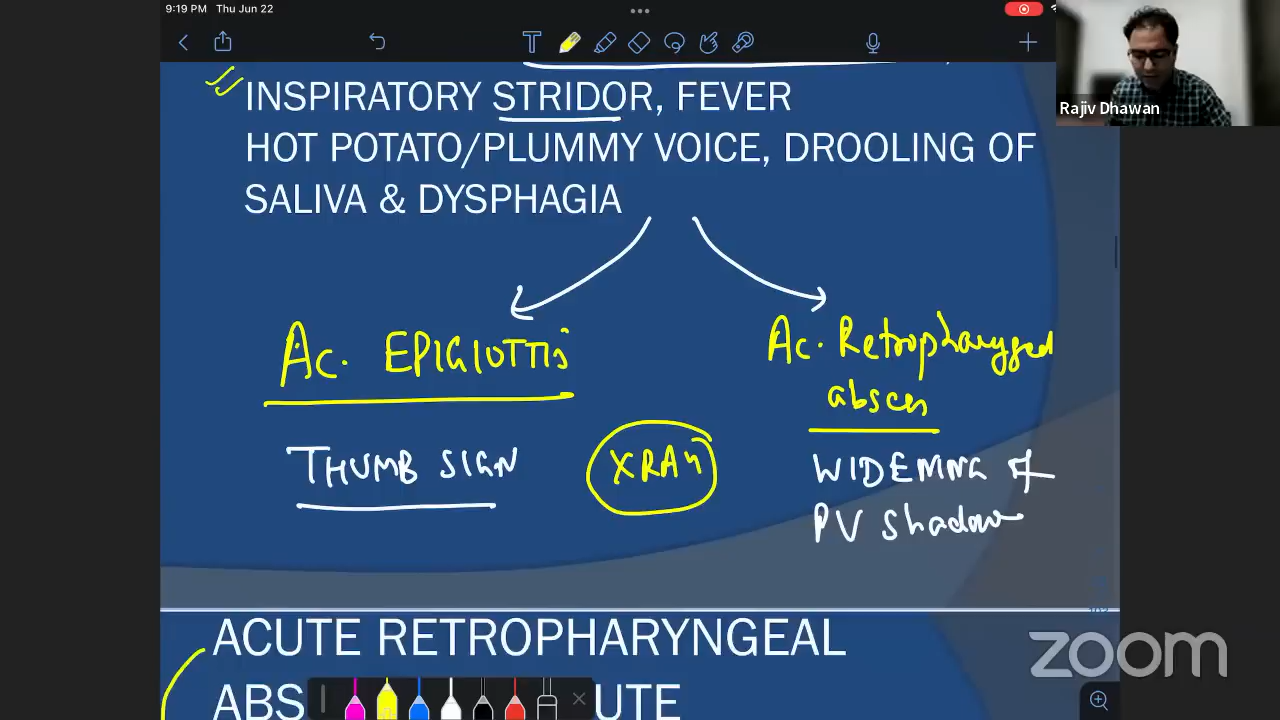 9:19 PM Thu Jun 22
Rajiv Dhawan
INSPIRATORY STRIDOR, FEVER
HOT POTATO/PLUMMY VOICE, DROOLING OF
SALIVA & DYSPHAGIA
Ac. EPIGLOTTIS
Ac. Retropharyngeal
abscess
THUMB SIGN
XRAY
WIDENING of
PV Shadow
ACUTE RETROPHARYNGEAL
ABS UTE
zoom